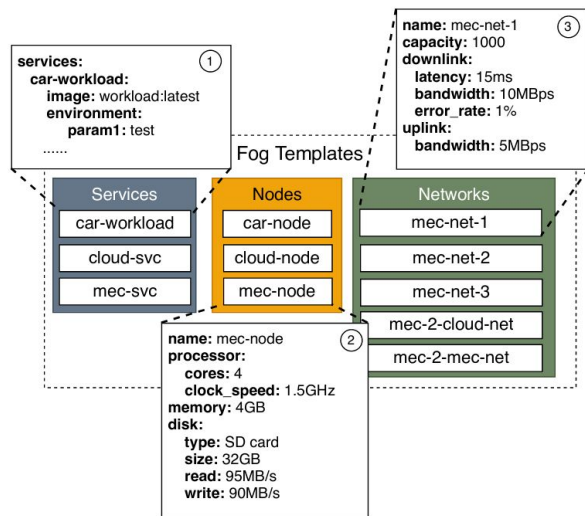 services:
car-workload:
image: workload:latest
environment:
param1: test
......
1
name: mec-net-1
capacity: 1000
downlink:
latency: 15ms
bandwidth: 10MBps
error_rate: 1%
uplink:
bandwidth: 5MBps
3
Fog Templates
Services
car-workload
cloud-svc
mec-svc
Nodes
car-node
cloud-node
mec-node
Networks
mec-net-1
mec-net-2
mec-net-3
mec-2-cloud-net
mec-2-mec-net
name: mec-node
processor:
cores: 4
clock_speed: 1.5GHz
memory: 4GB
disk:
type: SD card
size: 32GB
read: 95MB/s
write: 90MB/s
2